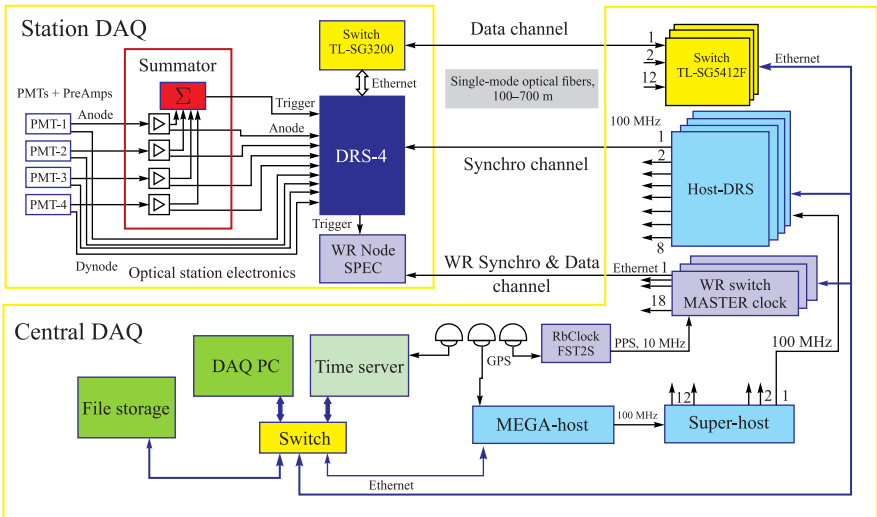 Station DAQ
Switch
TL-SG3200
Data channel
1
2
12
Switch
TL-SG5412F
Ethernet
Summator
Σ
Trigger
Ethernet
Single-mode optical fibers,
100–700 m
PMTs + PreAmps
Anode
PMT-1
PMT-2
PMT-3
PMT-4
Anode
DRS-4
100 MHz
1
2
8
Host-DRS
Synchro channel
Trigger
Dynode
Optical station electronics
WR Node
SPEC
WR Synchro & Data
channel
Ethernet 1
18
WR switch
MASTER clock
Central DAQ
DAQ PC
Time server
GPS
RbClock
FST2S
PPS, 10 MHz
100 MHz
File storage
Switch
MEGA-host
100 MHz
12
2
1
Super-host
Ethernet